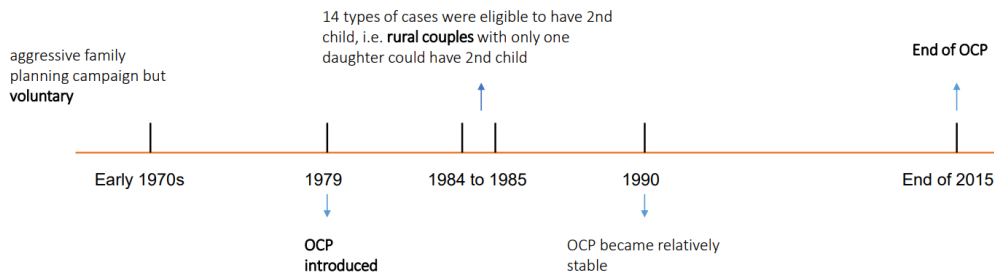 14 types of cases were eligible to have 2nd
child, i.e. rural couples with only one
daughter could have 2nd child
aggressive family
planning campaign but
voluntary
End of OCP
Early 1970s
1979
1984 to 1985
1990
End of 2015
OCP
introduced
OCP became relatively
stable